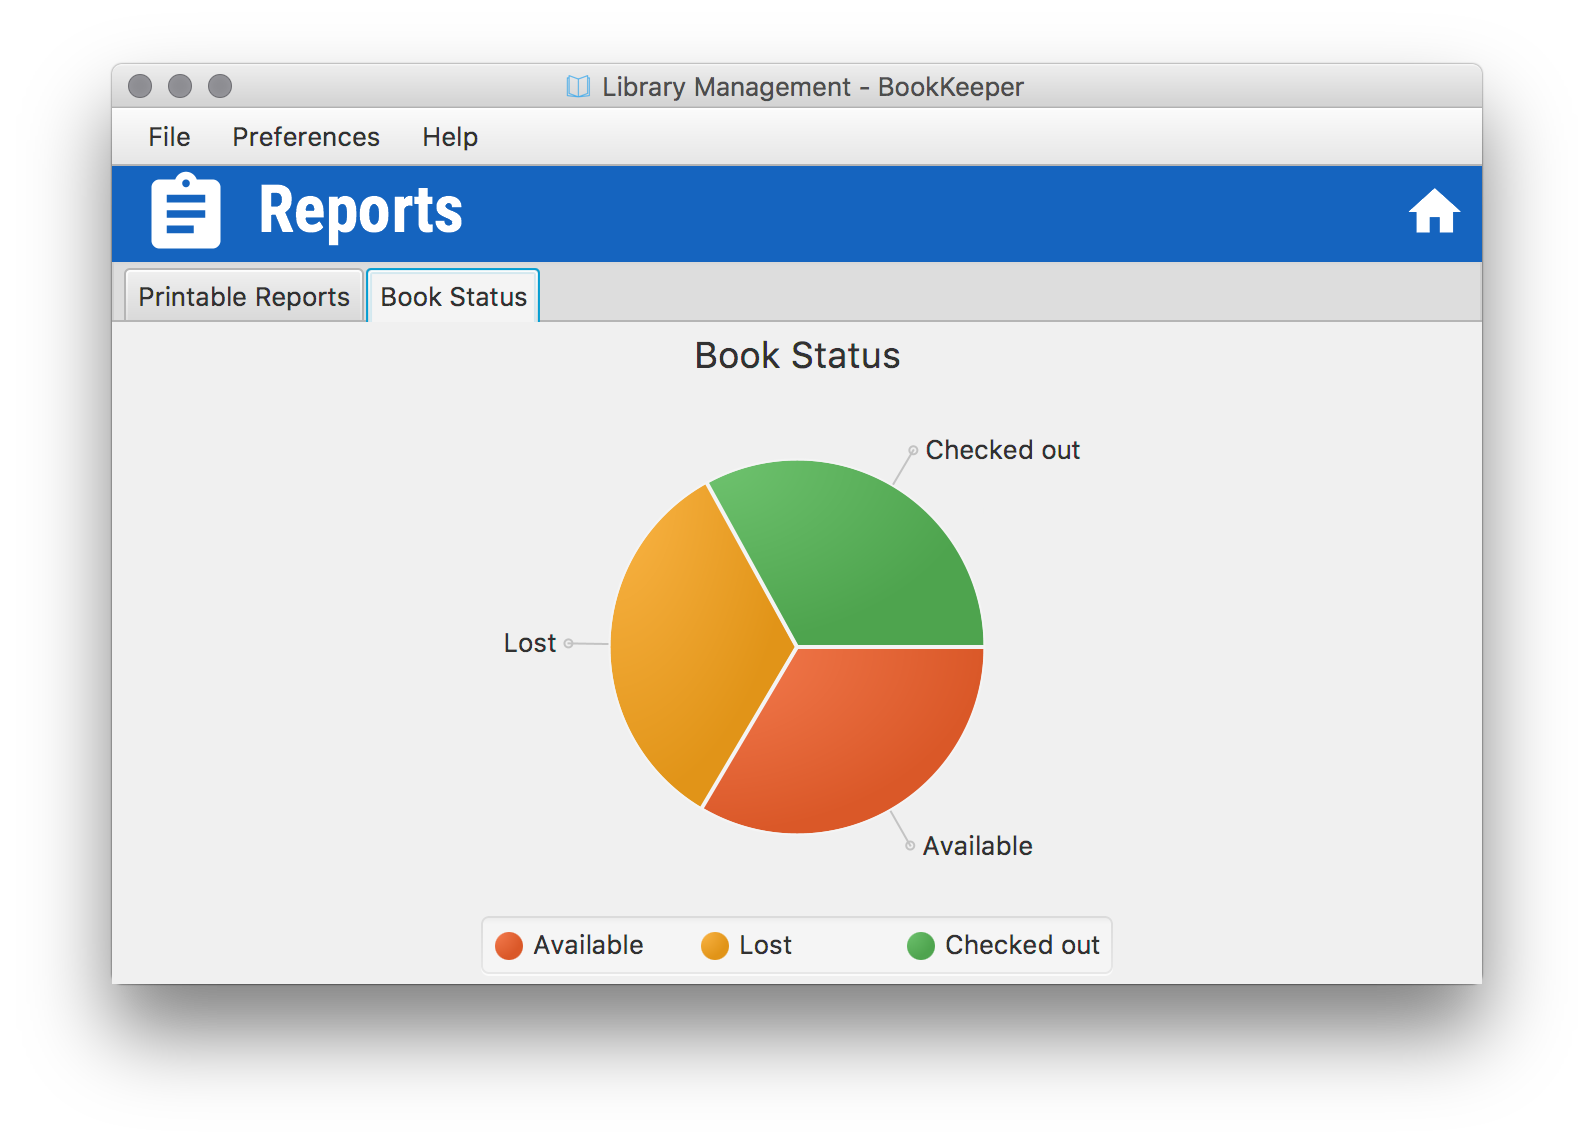 Library Management - BookKeeper
File Preferences Help
Reports
Printable Reports Book Status
Book Status
Checked out
Lost
Available
Available Lost Checked out